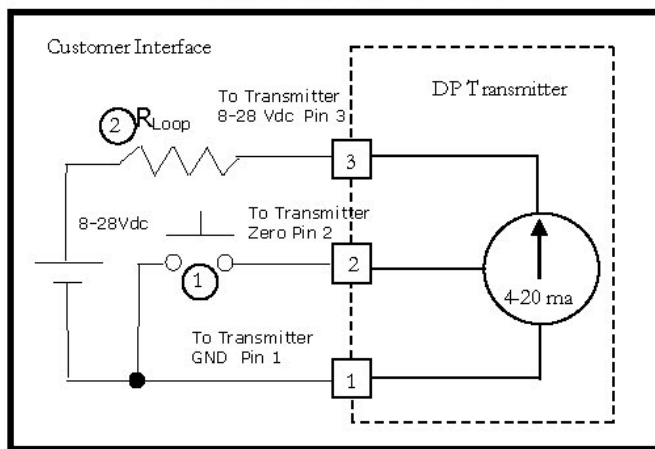 Customer Interface
DP Transmitter
To Transmitter
8-28 Vdc Pin 3
2 RLoop
3
8-28Vdc
To Transmitter
Zero Pin 2
2
1
4-20 ma
To Transmitter
GND Pin 1
1